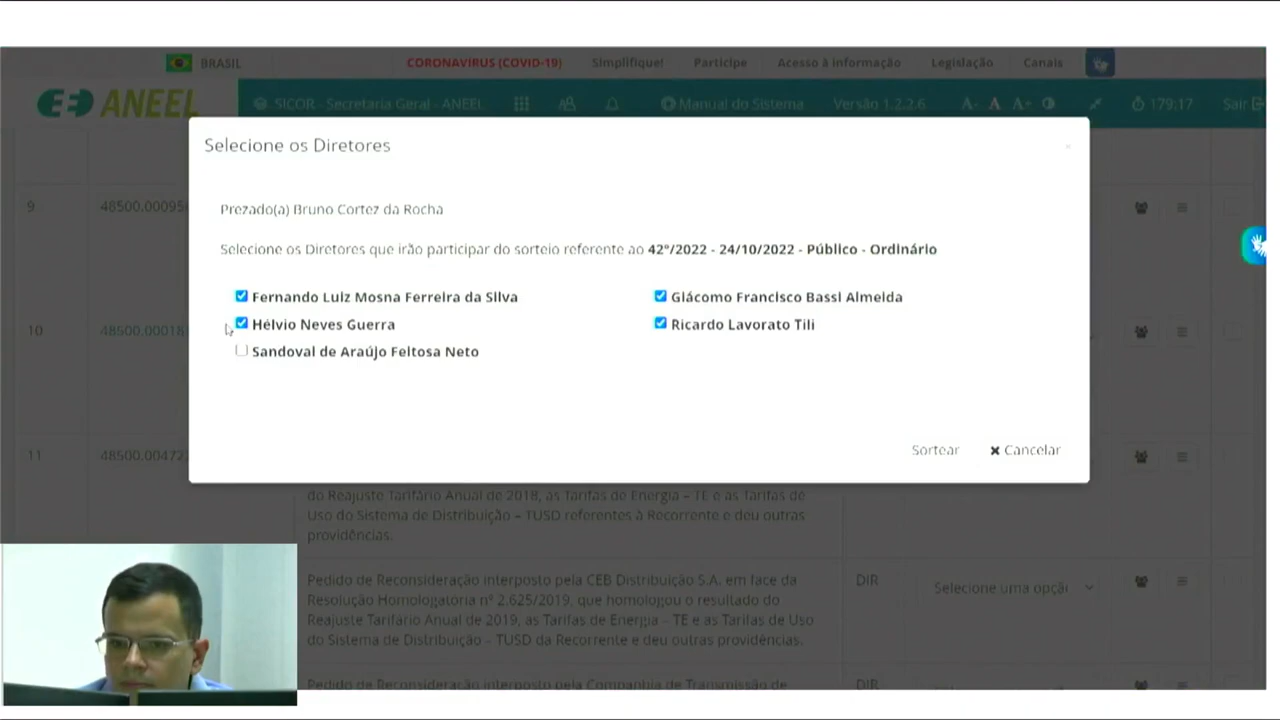 BRASIL
CORONAVÍRUS (COVID-19)
Simplifique!
Participe
Acesso à informação
Legislação
Canais
ANEEL
SICOR - Secretaria Geral - ANEEL
Manual do Sistema
Versão 1.2.2.6
A-
A
A+
179:17
Sair
Selecione os Diretores
Prezado(a) Bruno Cortez da Rocha
Selecione os Diretores que irão participar do sorteio referente ao 42º/2022 - 24/10/2022 - Público - Ordinário
Fernando Luiz Mosna Ferreira da Silva
Giácomo Francisco Bassi Almeida
Hélvio Neves Guerra
Ricardo Lavorato Tili
Sandoval de Araújo Feitosa Neto
Sortear
Cancelar
9
10
11
do Reajuste Tarifário Anual de 2018, as Tarifas de Energia – TE e as Tarifas de
Uso do Sistema de Distribuição – TUSD referentes à Recorrente e deu outras
providências.
Pedido de Reconsideração interposto pela CEB Distribuição S.A. em face da
Resolução Homologatória nº 2.625/2019, que homologou o resultado do
Reajuste Tarifário Anual de 2019, as Tarifas de Energia – TE e as Tarifas de Uso
do Sistema de Distribuição – TUSD da Recorrente e deu outras providências.
DIR
Selecione uma opçã
Pedido de Reconsideração interposto pela Companhia de Transmissão de
DIR